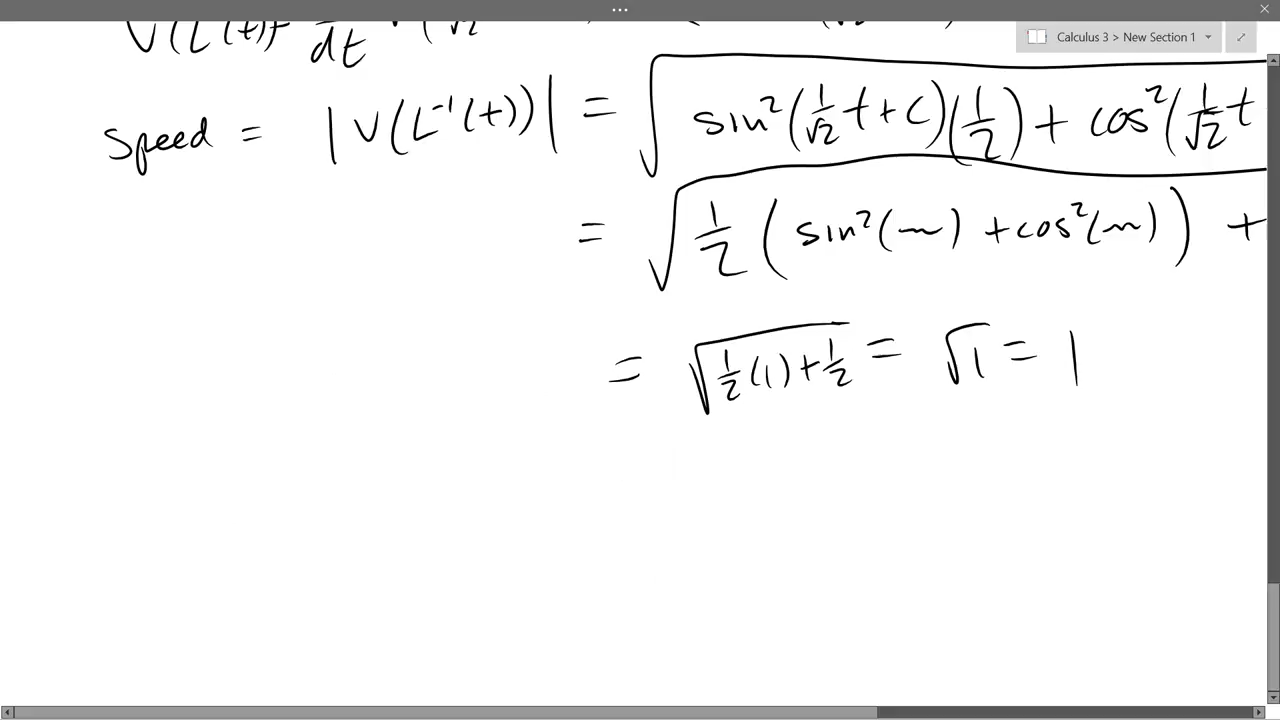 Calculus 3 > New Section 1
speed = |V(L⁻¹(t))| = √ sin²(1/√2 t + c)(1/2) + cos²(1/√2 t
= √ 1/2 (sin²(~) + cos²(~)) +
= √ 1/2 (1) + 1/2 = √1 = 1